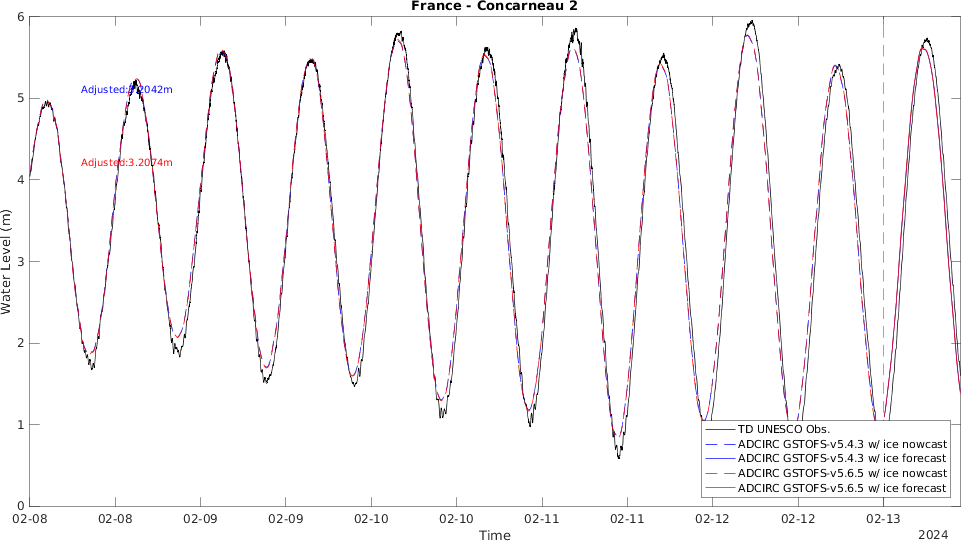 France - Concarneau 2
Water Level (m)
6
5
4
3
2
1
0
Adjusted:3.2042m
Adjusted:3.2074m
TD UNESCO Obs.
ADCIRC GSTOFS-v5.4.3 w/ ice nowcast
ADCIRC GSTOFS-v5.4.3 w/ ice forecast
ADCIRC GSTOFS-v5.6.5 w/ ice nowcast
ADCIRC GSTOFS-v5.6.5 w/ ice forecast
02-08 02-08 02-09 02-09 02-10 02-10 02-11 02-11 02-12 02-12 02-13
Time
2024